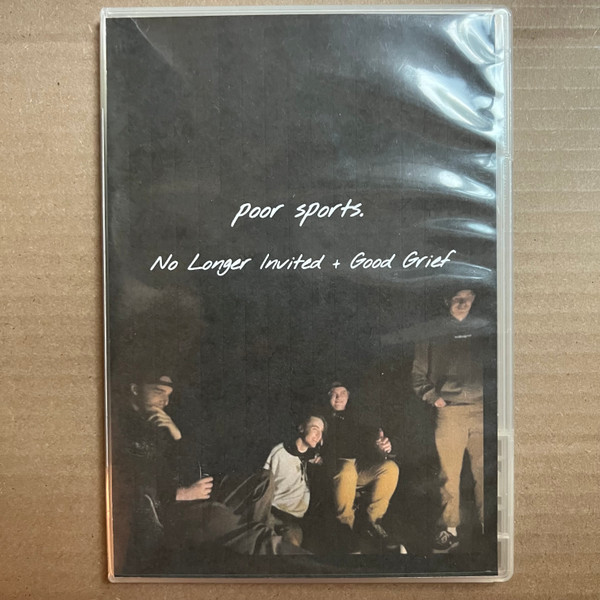 poor sports.
No Longer Invited + Good Grief